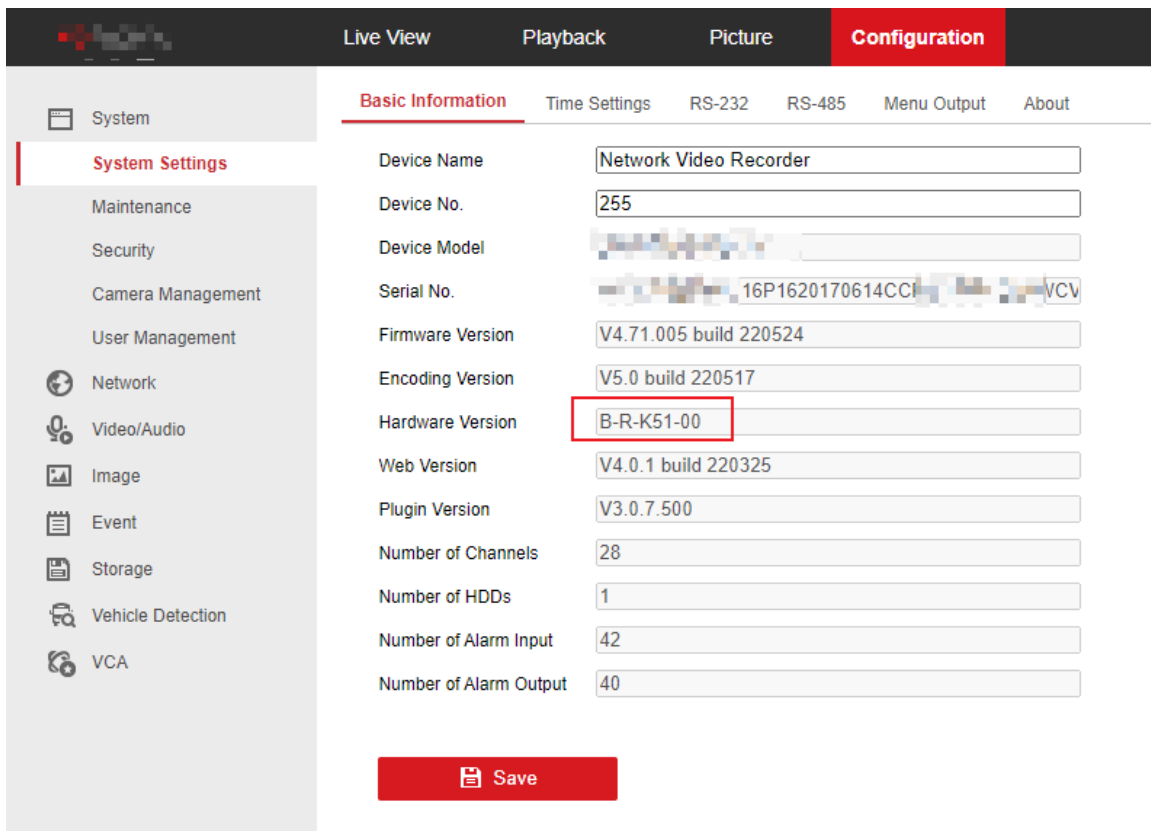 Live View Playback Picture Configuration
Basic Information Time Settings RS-232 RS-485 Menu Output About
System
System Settings
Maintenance
Security
Camera Management
User Management
Network
Video/Audio
Image
Event
Storage
Vehicle Detection
VCA
Device Name Network Video Recorder
Device No. 255
Device Model
Serial No. 16P1620170614CC
Firmware Version V4.71.005 build 220524
Encoding Version V5.0 build 220517
Hardware Version B-R-K51-00
Web Version V4.0.1 build 220325
Plugin Version V3.0.7.500
Number of Channels 28
Number of HDDs 1
Number of Alarm Input 42
Number of Alarm Output 40
Save